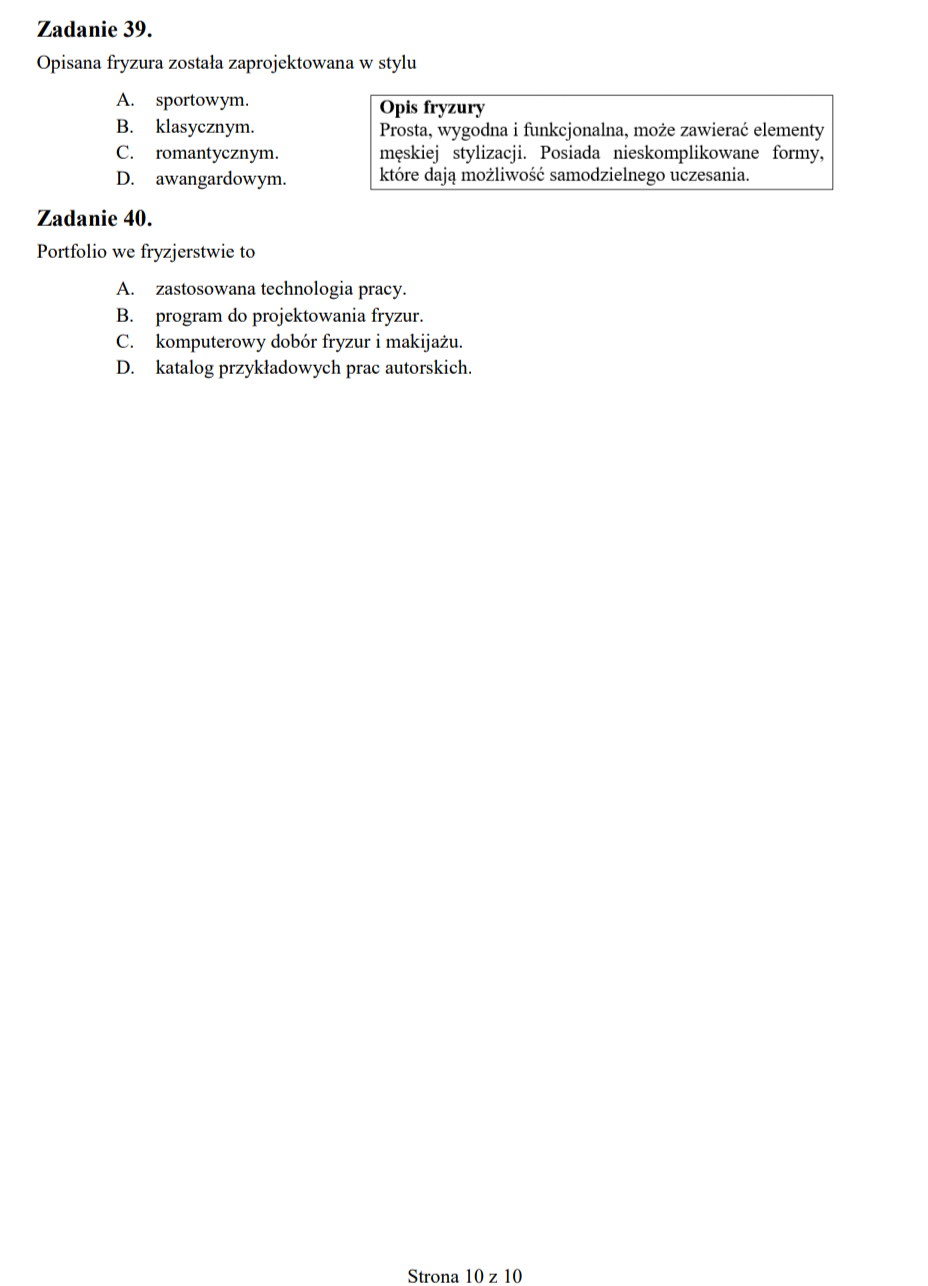 Zadanie 39.
Opisana fryzura została zaprojektowana w stylu
A. sportowym.
B. klasycznym.
C. romantycznym.
D. awangardowym.
Opis fryzury
Prosta, wygodna i funkcjonalna, może zawierać elementy
męskiej stylizacji. Posiada nieskomplikowane formy,
które dają możliwość samodzielnego uczesania.
Zadanie 40.
Portfolio we fryzjerstwie to
A. zastosowana technologia pracy.
B. program do projektowania fryzur.
C. komputerowy dobór fryzur i makijażu.
D. katalog przykładowych prac autorskich.
Strona 10 z 10